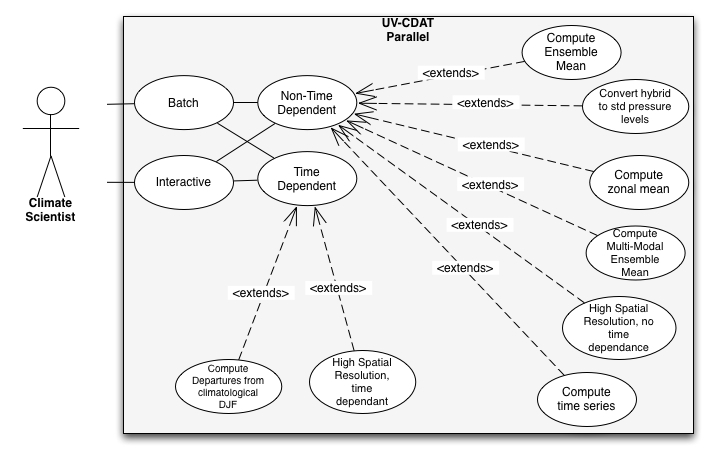 UV-CDAT
Parallel
Compute
Ensemble
Mean
<extends>
Batch
Non-Time
Dependent
<extends>
Convert hybrid
to std pressure
levels
<extends>
Interactive
Time
Dependent
<extends>
Compute
zonal mean
Climate
Scientist
<extends>
Compute
Multi-Modal
Ensemble
Mean
<extends>
<extends>
<extends>
High Spatial
Resolution, no
time
dependance
Compute
Departures from
climatological
DJF
High Spatial
Resolution,
time
dependant
Compute
time series